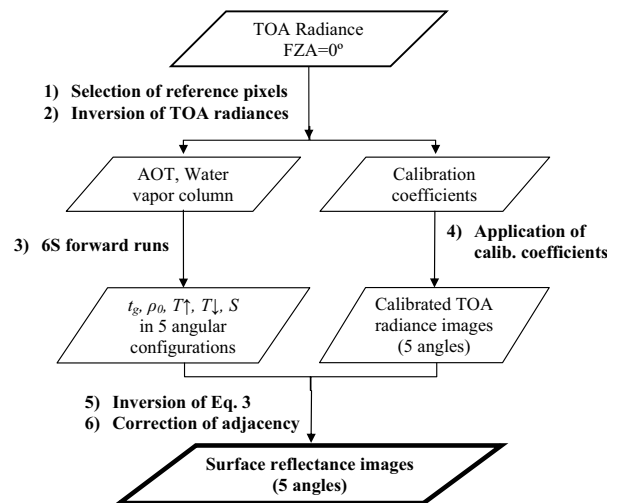 TOA Radiance
FZA=0º
1) Selection of reference pixels
2) Inversion of TOA radiances
AOT, Water
vapor column
Calibration
coefficients
3) 6S forward runs
4) Application of
calib. coefficients
tg, ρ0, T↑, T↓, S
in 5 angular
configurations
Calibrated TOA
radiance images
(5 angles)
5) Inversion of Eq. 3
6) Correction of adjacency
Surface reflectance images
(5 angles)